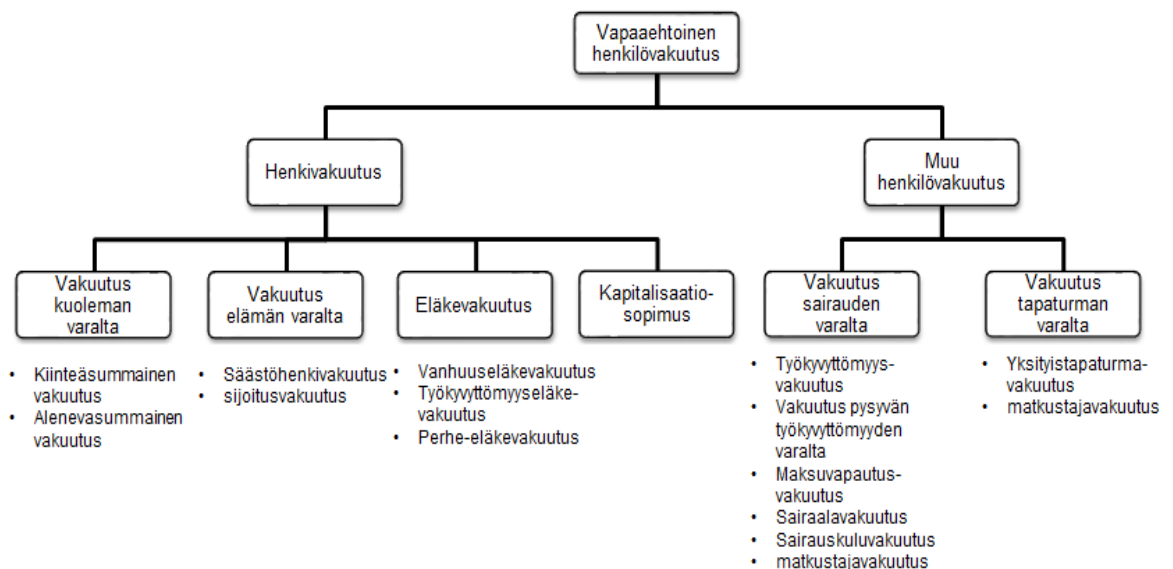 Vapaaehtoinen
henkilövakuutus
Henkivakuutus
Muu
henkilövakuutus
Vakuutus
kuoleman
varalta
Vakuutus
elämän varalta
Eläkevakuutus
Kapitalisaatio-
sopimus
Vakuutus
sairauden
varalta
Vakuutus
tapaturman
varalta
• Kiinteäsummainen
vakuutus
• Alenevasummainen
vakuutus
• Säästöhenkivakuutus
• sijoitusvakuutus
• Vanhuuseläkevakuutus
• Työkyvyttömyyseläke-
vakuutus
• Perhe-eläkevakuutus
• Työkyvyttömyys-
vakuutus
• Vakuutus pysyvän
työkyvyttömyyden
varalta
• Maksuvapautus-
vakuutus
• Sairaalavakuutus
• Sairauskuluvakuutus
• matkustajavakuutus
• Yksityistapaturma-
vakuutus
• matkustajavakuutus